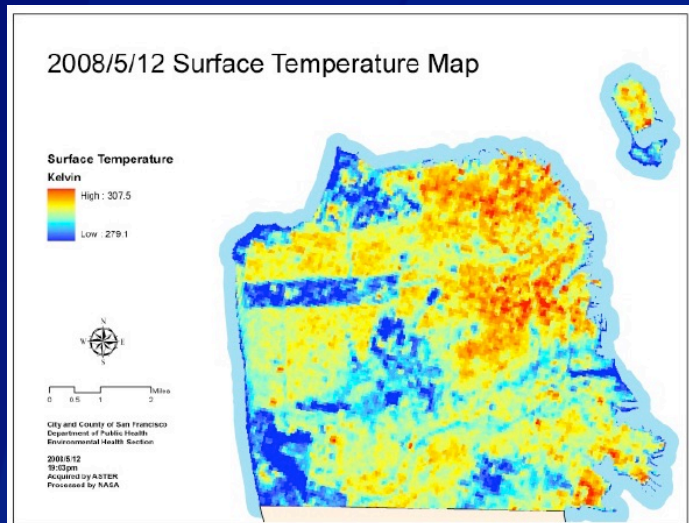 2008/5/12 Surface Temperature Map
Surface Temperature
Kelvin
High : 307.5
Low : 279.1
N
W E
S
Miles
0 0.5 1 2
City and County of San Francisco
Department of Public Health
Environmental Health Section
2008/5/12
19:03pm
Acquired by ASTER
Processed by NASA